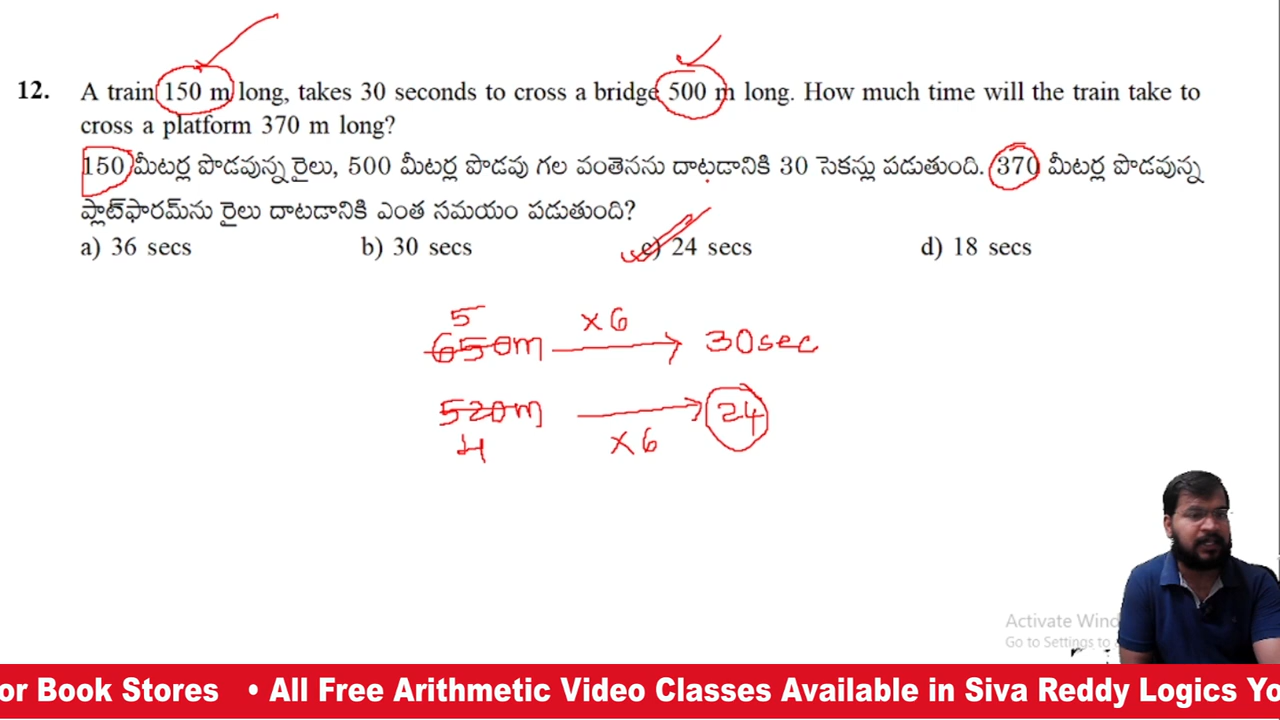 12. A train 150 m long, takes 30 seconds to cross a bridge 500 m long. How much time will the train take to
cross a platform 370 m long?
150 మీటర్ల పొడవున్న రైలు, 500 మీటర్ల పొడవు గల వంతెనను దాటడానికి 30 సెకన్లు పడుతుంది. 370 మీటర్ల పొడవున్న
ప్లాట్‌ఫారమ్‌ను రైలు దాటడానికి ఎంత సమయం పడుతుంది?
a) 36 secs b) 30 secs c) 24 secs d) 18 secs
5 ×6
650m → 30sec
520m → 24
4 ×6
Activate Wind
Go to Settings to
or Book Stores • All Free Arithmetic Video Classes Available in Siva Reddy Logics Yo